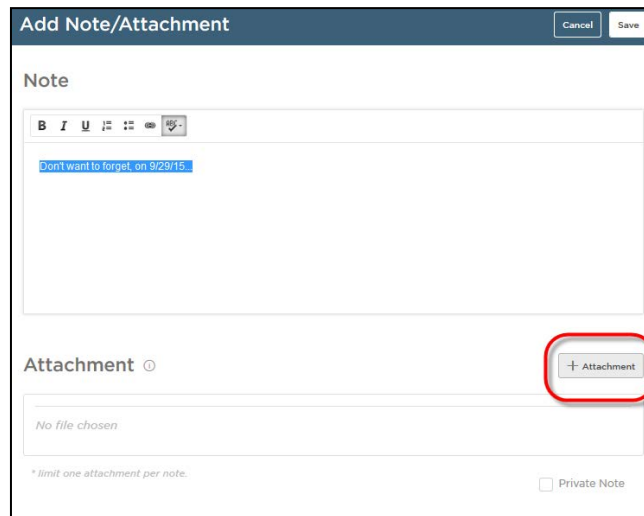 Add Note/Attachment Cancel Save
Note
B I U ABC
Don't want to forget, on 9/29/15...
Attachment + Attachment
No file chosen
* limit one attachment per note.
Private Note